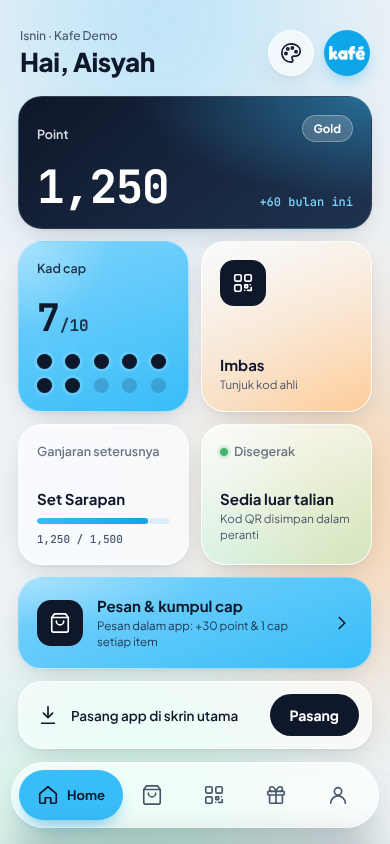 Isnin · Kafe Demo
Hai, Aisyah
kafé
Point
Gold
1,250
+60 bulan ini
Kad cap
7/10
Imbas
Tunjuk kod ahli
Ganjaran seterusnya
Set Sarapan
1,250 / 1,500
Disegerak
Sedia luar talian
Kod QR disimpan dalam
peranti
Pesan & kumpul cap
Pesan dalam app: +30 point & 1 cap
setiap item
Pasang app di skrin utama
Pasang
Home